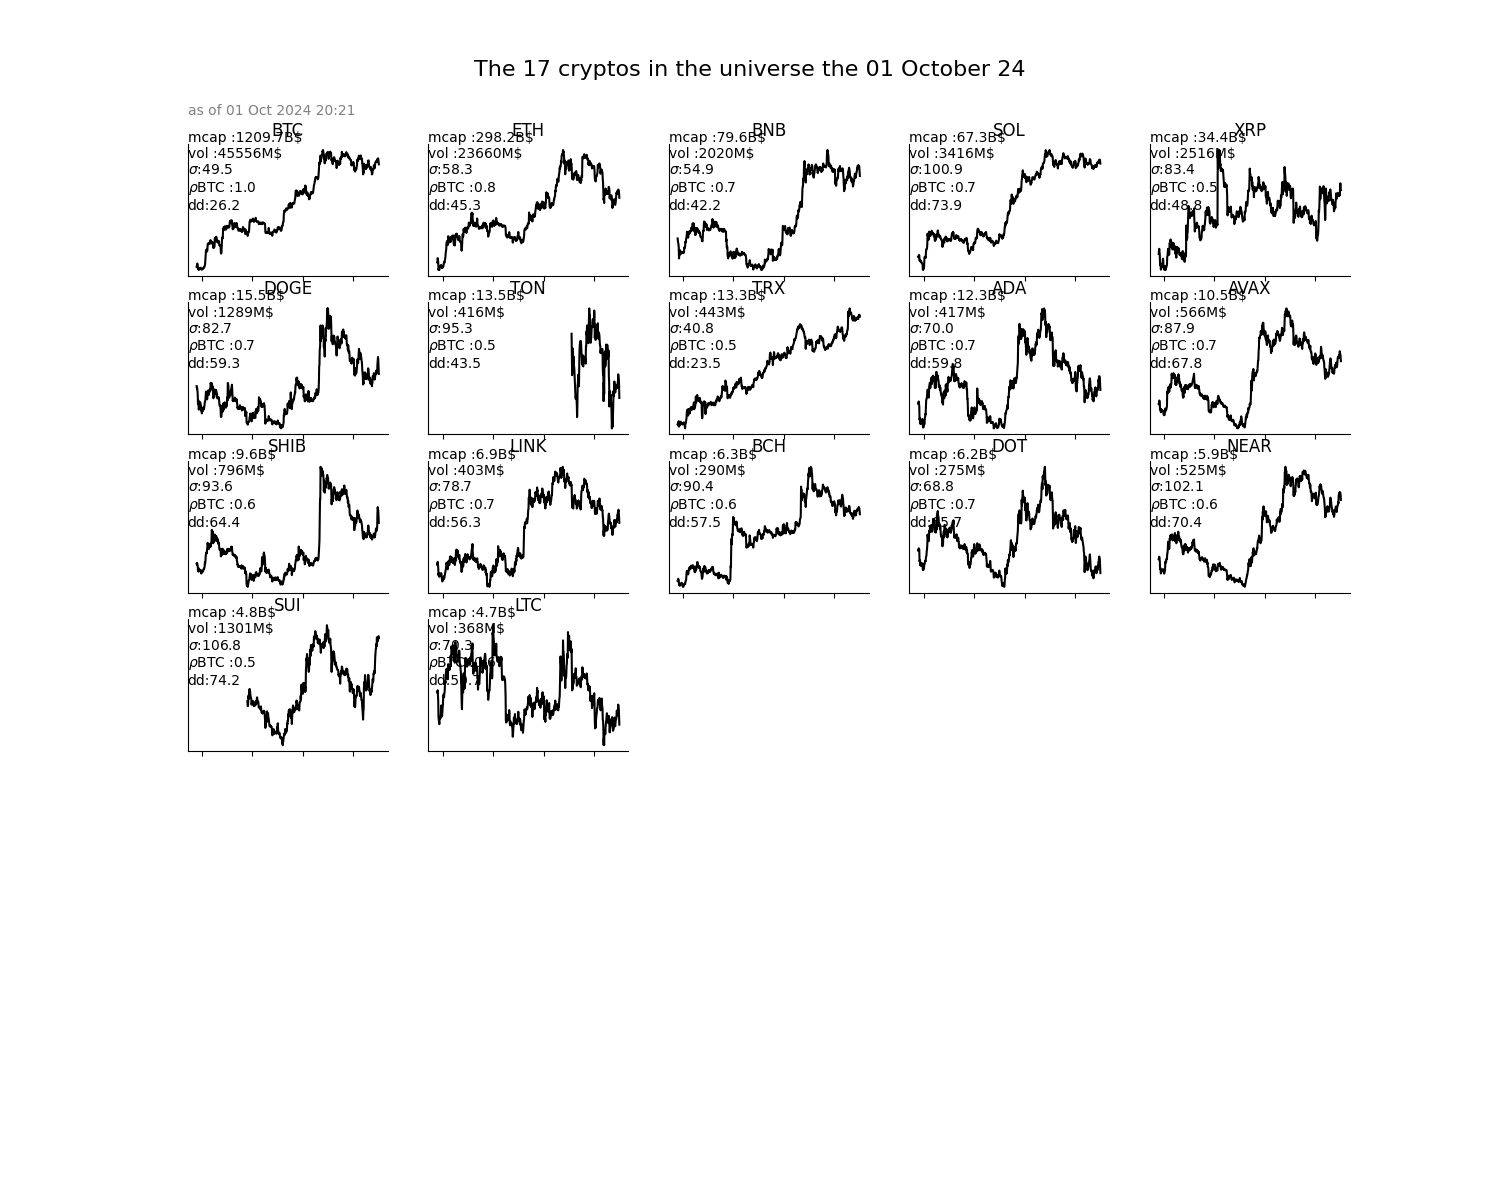 The 17 cryptos in the universe the 01 October 24
as of 01 Oct 2024 20:21
BTC
mcap :1209.7B$
vol :45556M$
σ:49.5
ρBTC :1.0
dd:26.2
ETH
mcap :298.2B$
vol :23660M$
σ:58.3
ρBTC :0.8
dd:45.3
BNB
mcap :79.6B$
vol :2020M$
σ:54.9
ρBTC :0.7
dd:42.2
SOL
mcap :67.3B$
vol :3416M$
σ:100.9
ρBTC :0.7
dd:73.9
XRP
mcap :34.4B$
vol :2516M$
σ:83.4
ρBTC :0.5
dd:48.8
DOGE
mcap :15.5B$
vol :1289M$
σ:82.7
ρBTC :0.7
dd:59.3
TON
mcap :13.5B$
vol :416M$
σ:95.3
ρBTC :0.5
dd:43.5
TRX
mcap :13.3B$
vol :443M$
σ:40.8
ρBTC :0.5
dd:23.5
ADA
mcap :12.3B$
vol :417M$
σ:70.0
ρBTC :0.7
dd:59.8
AVAX
mcap :10.5B$
vol :566M$
σ:87.9
ρBTC :0.7
dd:67.8
SHIB
mcap :9.6B$
vol :796M$
σ:93.6
ρBTC :0.6
dd:64.4
LINK
mcap :6.9B$
vol :403M$
σ:78.7
ρBTC :0.7
dd:56.3
BCH
mcap :6.3B$
vol :290M$
σ:90.4
ρBTC :0.6
dd:57.5
DOT
mcap :6.2B$
vol :275M$
σ:68.8
ρBTC :0.7
NEAR
mcap :5.9B$
vol :525M$
σ:102.1
ρBTC :0.6
dd:70.4
SUI
mcap :4.8B$
vol :1301M$
σ:106.8
ρBTC :0.5
dd:74.2
LTC
mcap :4.7B$
vol :368M$